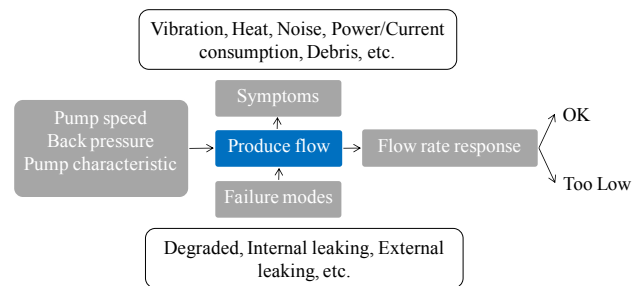 Vibration, Heat, Noise, Power/Current
consumption, Debris, etc.
Symptoms
Pump speed
Back pressure
Pump characteristic
Produce flow
Flow rate response
OK
Too Low
Failure modes
Degraded, Internal leaking, External
leaking, etc.